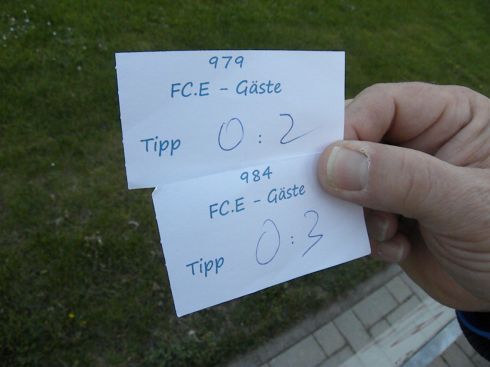 979
FC.E - Gäste
Tipp 0 : 2
984
FC.E - Gäste
Tipp 0 : 3